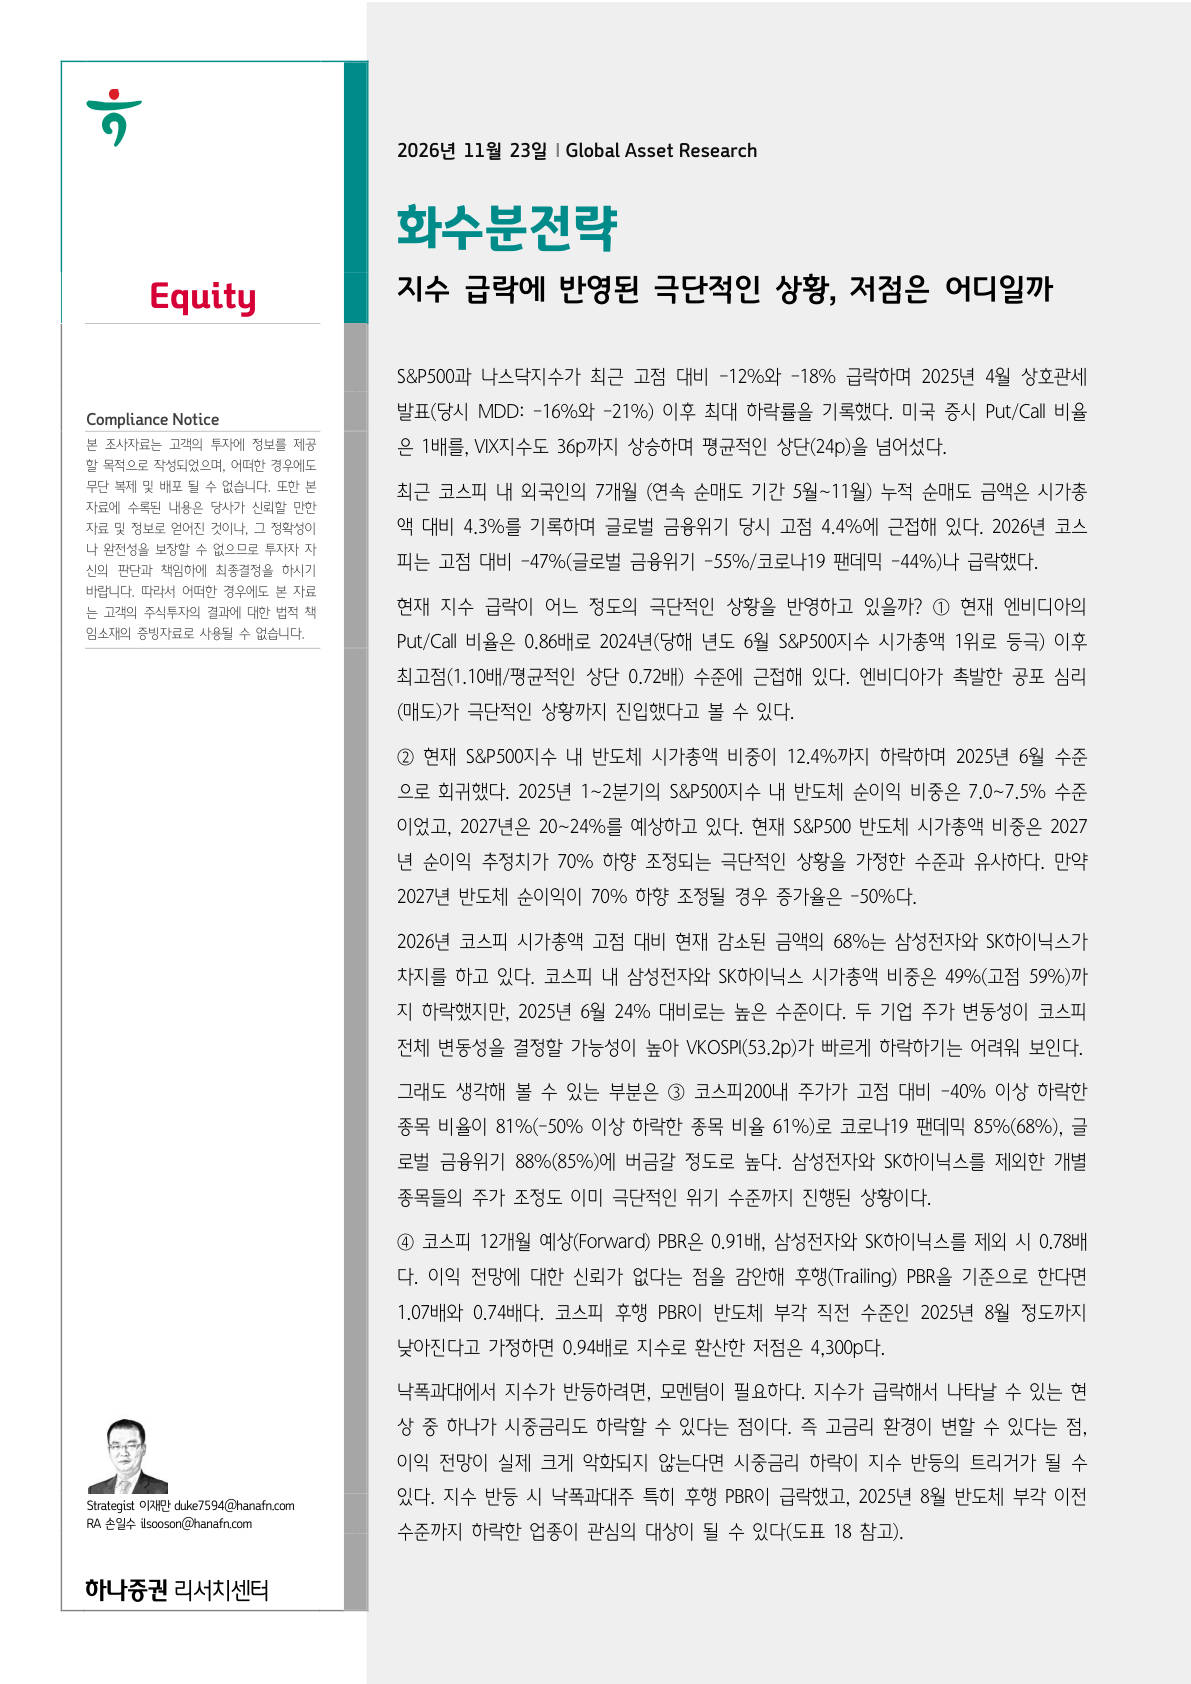 2026년 11월 23일 | Global Asset Research
화수분전략
지수 급락에 반영된 극단적인 상황, 저점은 어디일까
Equity
Compliance Notice
본 조사자료는 고객의 투자에 정보를 제공
할 목적으로 작성되었으며, 어떠한 경우에도
무단 복제 및 배포 될 수 없습니다. 또한 본
자료에 수록된 내용은 당사가 신뢰할 만한
자료 및 정보로 얻어진 것이나, 그 정확성이
나 완전성을 보장할 수 없으므로 투자자 자
신의 판단과 책임하에 최종결정을 하시기
바랍니다. 따라서 어떠한 경우에도 본 자료
는 고객의 주식투자의 결과에 대한 법적 책
임소재의 증빙자료로 사용될 수 없습니다.
S&P500과 나스닥지수가 최근 고점 대비 -12%와 -18% 급락하며 2025년 4월 상호관세
발표(당시 MDD: -16%와 -21%) 이후 최대 하락률을 기록했다. 미국 증시 Put/Call 비율
은 1배를, VIX지수도 36p까지 상승하며 평균적인 상단(24p)을 넘어섰다.
최근 코스피 내 외국인의 7개월 (연속 순매도 기간 5월~11월) 누적 순매도 금액은 시가총
액 대비 4.3%를 기록하며 글로벌 금융위기 당시 고점 4.4%에 근접해 있다. 2026년 코스
피는 고점 대비 -47%(글로벌 금융위기 -55%/코로나19 팬데믹 -44%)나 급락했다.
현재 지수 급락이 어느 정도의 극단적인 상황을 반영하고 있을까? ① 현재 엔비디아의
Put/Call 비율은 0.86배로 2024년(당해 년도 6월 S&P500지수 시가총액 1위로 등극) 이후
최고점(1.10배/평균적인 상단 0.72배) 수준에 근접해 있다. 엔비디아가 촉발한 공포 심리
(매도)가 극단적인 상황까지 진입했다고 볼 수 있다.
② 현재 S&P500지수 내 반도체 시가총액 비중이 12.4%까지 하락하며 2025년 6월 수준
으로 회귀했다. 2025년 1~2분기의 S&P500지수 내 반도체 순이익 비중은 7.0~7.5% 수준
이었고, 2027년은 20~24%를 예상하고 있다. 현재 S&P500 반도체 시가총액 비중은 2027
년 순이익 추정치가 70% 하향 조정되는 극단적인 상황을 가정한 수준과 유사하다. 만약
2027년 반도체 순이익이 70% 하향 조정될 경우 증가율은 -50%다.
2026년 코스피 시가총액 고점 대비 현재 감소된 금액의 68%는 삼성전자와 SK하이닉스가
차지를 하고 있다. 코스피 내 삼성전자와 SK하이닉스 시가총액 비중은 49%(고점 59%)까
지 하락했지만, 2025년 6월 24% 대비로는 높은 수준이다. 두 기업 주가 변동성이 코스피
전체 변동성을 결정할 가능성이 높아 VKOSPI(53.2p)가 빠르게 하락하기는 어려워 보인다.
그래도 생각해 볼 수 있는 부분은 ③ 코스피200내 주가가 고점 대비 -40% 이상 하락한
종목 비율이 81%(-50% 이상 하락한 종목 비율 61%)로 코로나19 팬데믹 85%(68%), 글
로벌 금융위기 88%(85%)에 버금갈 정도로 높다. 삼성전자와 SK하이닉스를 제외한 개별
종목들의 주가 조정도 이미 극단적인 위기 수준까지 진행된 상황이다.
④ 코스피 12개월 예상(Forward) PBR은 0.91배, 삼성전자와 SK하이닉스를 제외 시 0.78배
다. 이익 전망에 대한 신뢰가 없다는 점을 감안해 후행(Trailing) PBR을 기준으로 한다면
1.07배와 0.74배다. 코스피 후행 PBR이 반도체 부각 직전 수준인 2025년 8월 정도까지
낮아진다고 가정하면 0.94배로 지수로 환산한 저점은 4,300p다.
낙폭과대에서 지수가 반등하려면, 모멘텀이 필요하다. 지수가 급락해서 나타날 수 있는 현
상 중 하나가 시중금리도 하락할 수 있다는 점이다. 즉 고금리 환경이 변할 수 있다는 점,
이익 전망이 실제 크게 악화되지 않는다면 시중금리 하락이 지수 반등의 트리거가 될 수
있다. 지수 반등 시 낙폭과대주 특히 후행 PBR이 급락했고, 2025년 8월 반도체 부각 이전
수준까지 하락한 업종이 관심의 대상이 될 수 있다(도표 18 참고).
Strategist 이재만 duke7594@hanafn.com
RA 손일수 ilsooson@hanafn.com
하나증권 리서치센터